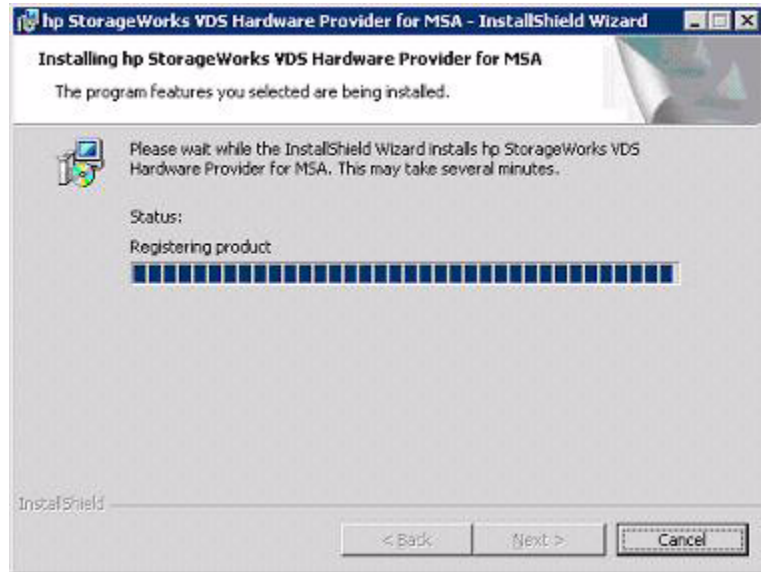 hp StorageWorks VDS Hardware Provider for MSA - InstallShield Wizard
Installing hp StorageWorks VDS Hardware Provider for MSA
The program features you selected are being installed.
Please wait while the InstallShield Wizard installs hp StorageWorks VDS
Hardware Provider for MSA. This may take several minutes.
Status:
Registering product
InstallShield
< Back
Next >
Cancel